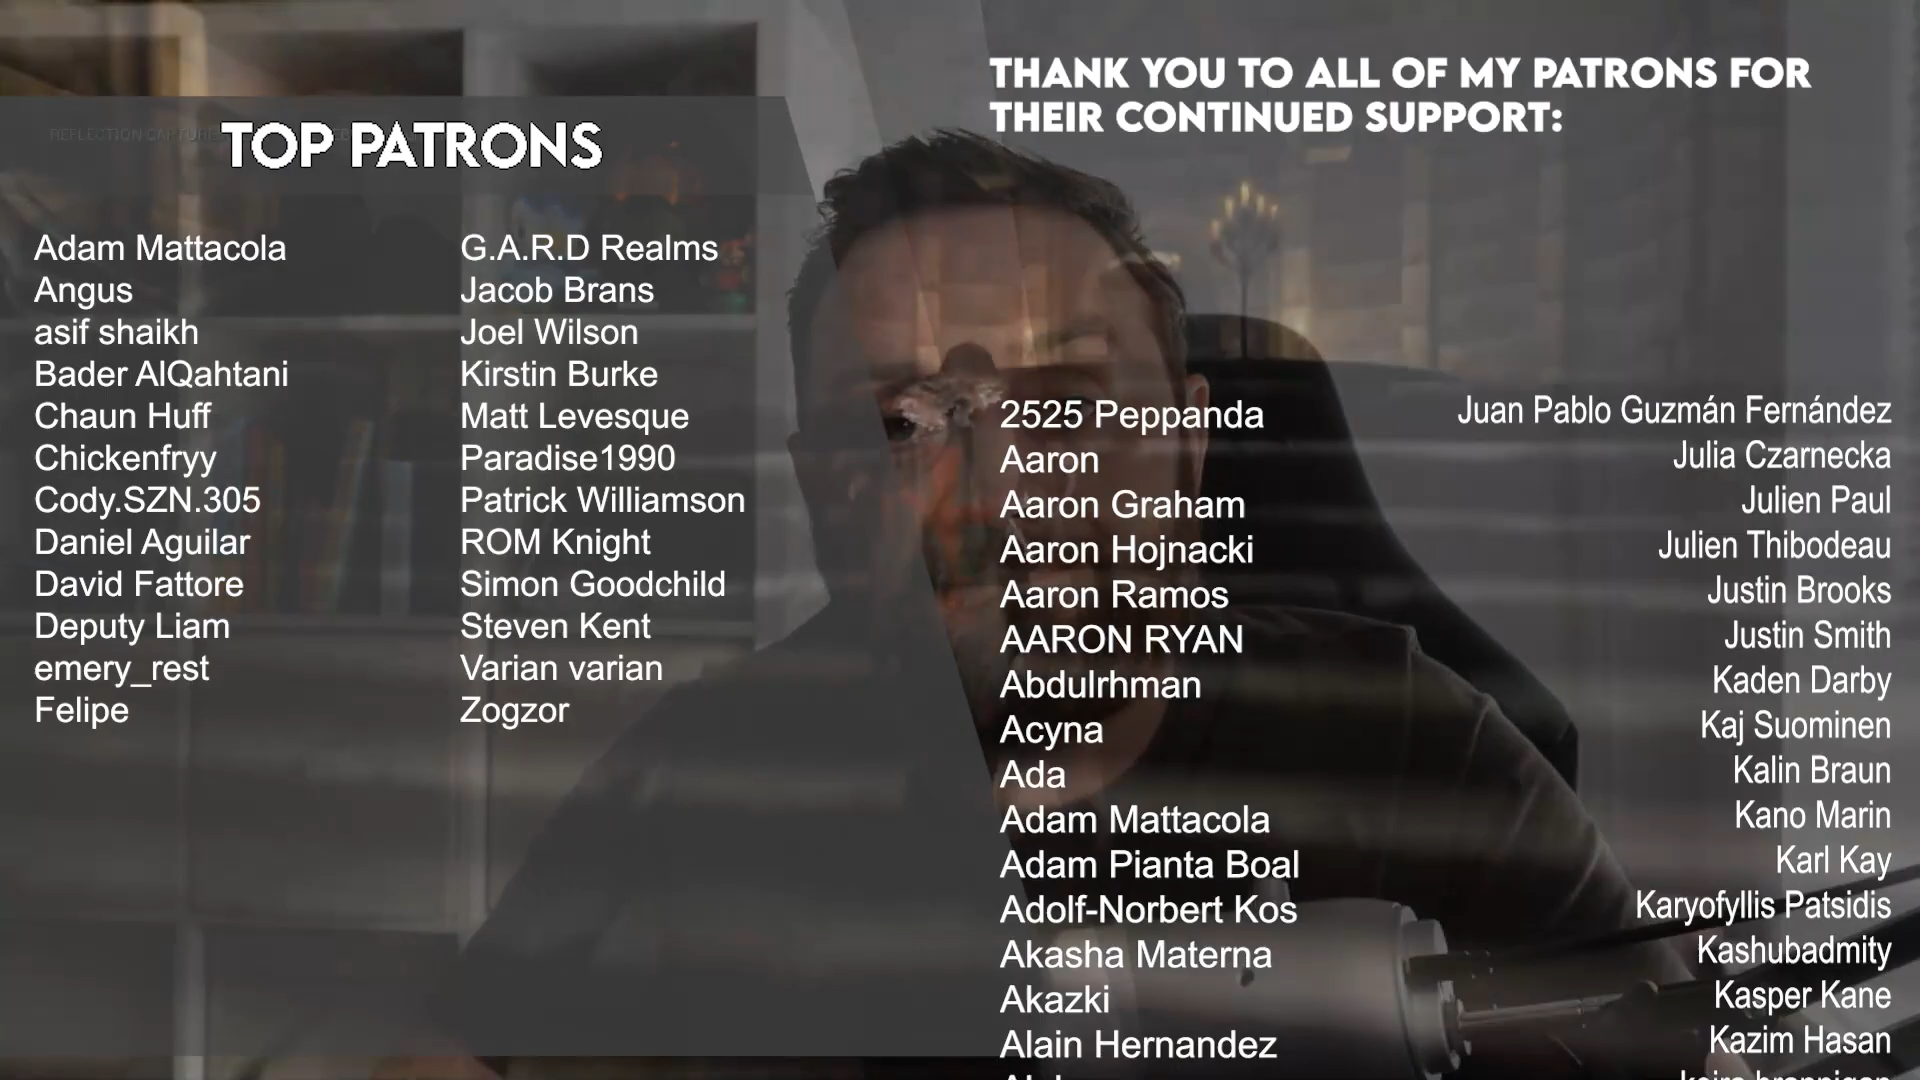 THANK YOU TO ALL OF MY PATRONS FOR
THEIR CONTINUED SUPPORT:
TOP PATRONS
Adam Mattacola
Angus
asif shaikh
Bader AlQahtani
Chaun Huff
Chickenfryy
Cody.SZN.305
Daniel Aguilar
David Fattore
Deputy Liam
emery_rest
Felipe
G.A.R.D Realms
Jacob Brans
Joel Wilson
Kirstin Burke
Matt Levesque
Paradise1990
Patrick Williamson
ROM Knight
Simon Goodchild
Steven Kent
Varian varian
Zogzor
2525 Peppanda
Aaron
Aaron Graham
Aaron Hojnacki
Aaron Ramos
AARON RYAN
Abdulrhman
Acyna
Ada
Adam Mattacola
Adam Pianta Boal
Adolf-Norbert Kos
Akasha Materna
Akazki
Alain Hernandez
Juan Pablo Guzmán Fernández
Julia Czarnecka
Julien Paul
Julien Thibodeau
Justin Brooks
Justin Smith
Kaden Darby
Kaj Suominen
Kalin Braun
Kano Marin
Karl Kay
Karyofyllis Patsidis
Kashubadmity
Kasper Kane
Kazim Hasan
REFLECTION CAPTURE